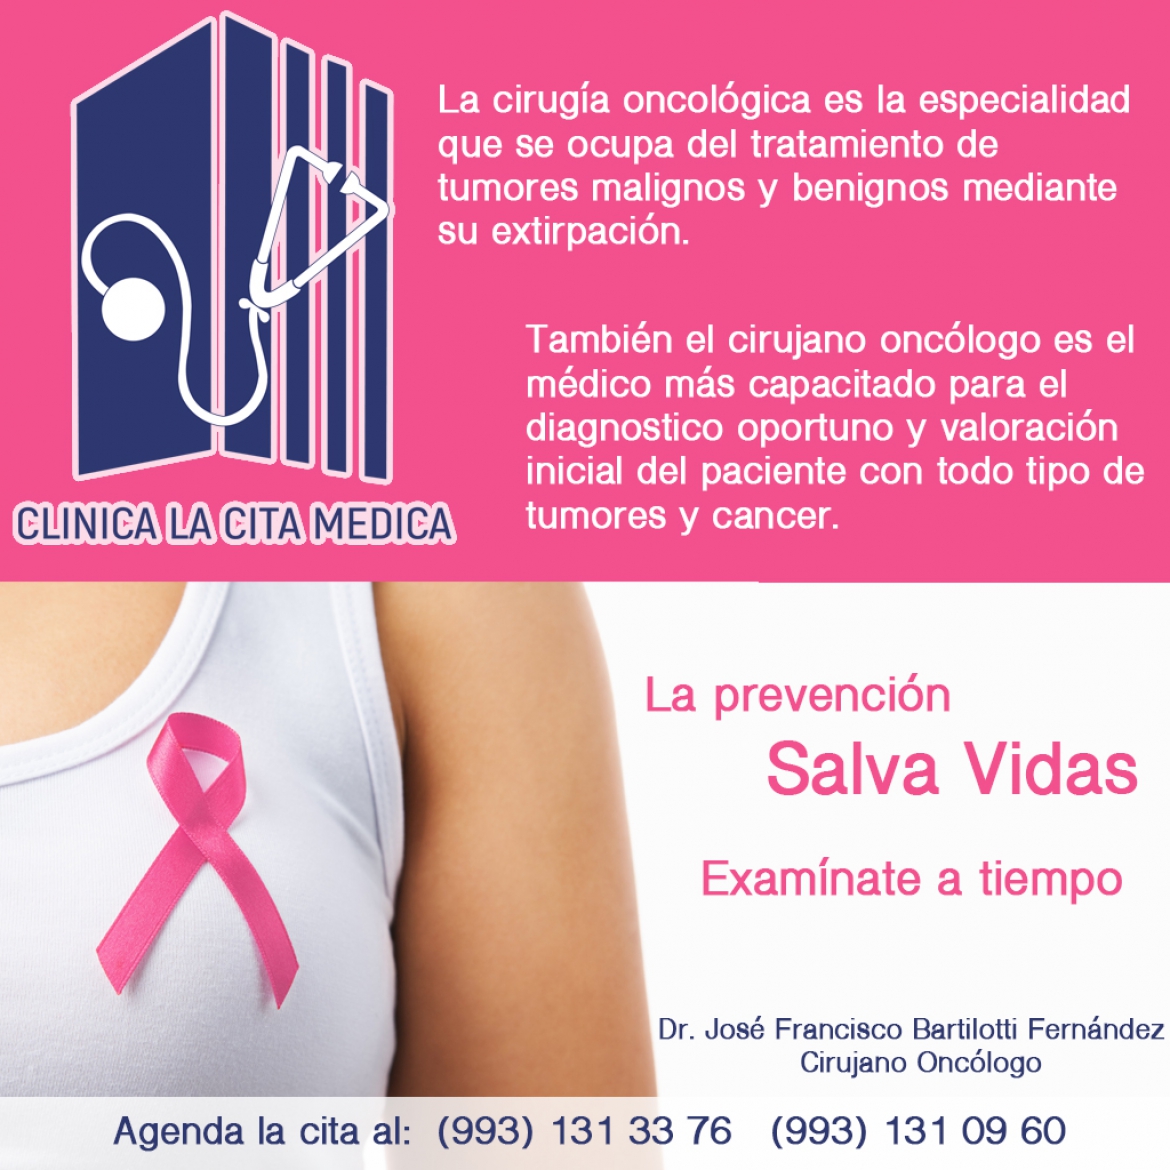 La cirugía oncológica es la especialidad
que se ocupa del tratamiento de
tumores malignos y benignos mediante
su extirpación.
También el cirujano oncólogo es el
médico más capacitado para el
diagnostico oportuno y valoración
inicial del paciente con todo tipo de
tumores y cancer.
CLINICA LA CITA MEDICA
La prevención
Salva Vidas
Examínate a tiempo
Dr. José Francisco Bartilotti Fernández
Cirujano Oncólogo
Agenda la cita al: (993) 131 33 76 (993) 131 09 60